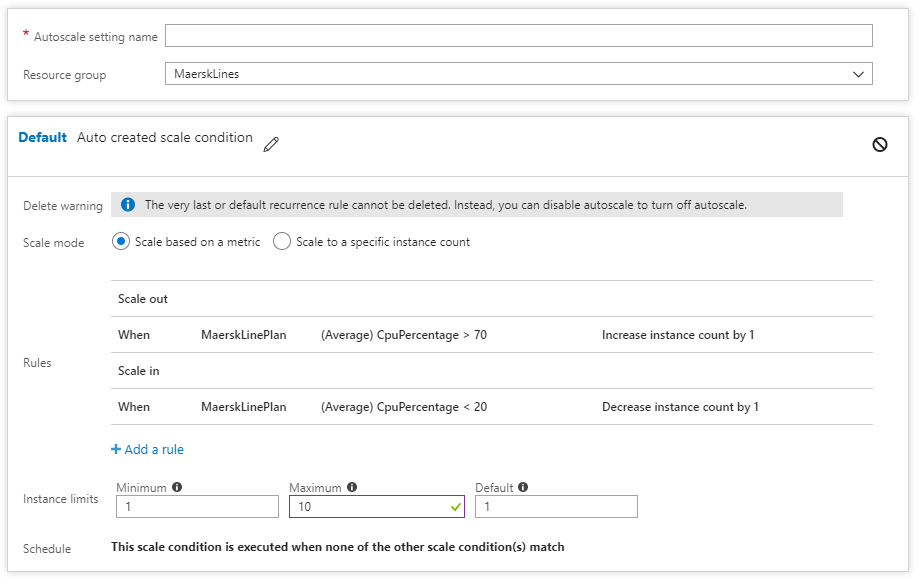 * Autoscale setting name
Resource group MaerskLines
Default Auto created scale condition
Delete warning The very last or default recurrence rule cannot be deleted. Instead, you can disable autoscale to turn off autoscale.
Scale mode Scale based on a metric Scale to a specific instance count
Scale out
When MaerskLinePlan (Average) CpuPercentage > 70 Increase instance count by 1
Rules
Scale in
When MaerskLinePlan (Average) CpuPercentage < 20 Decrease instance count by 1
+ Add a rule
Minimum Maximum Default
Instance limits 1 10 1
Schedule This scale condition is executed when none of the other scale condition(s) match